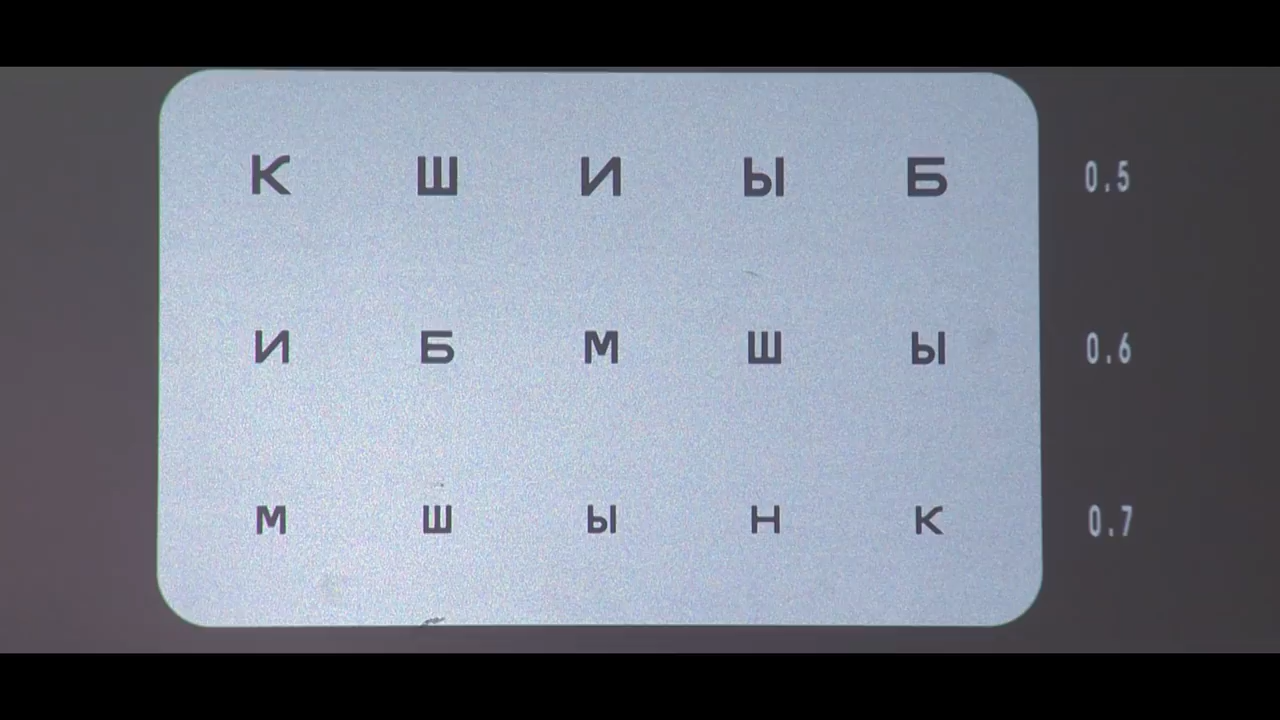 К Ш И Ы Б 0.5
И Б М Ш Ы 0.6
М Ш Ы Н К 0.7